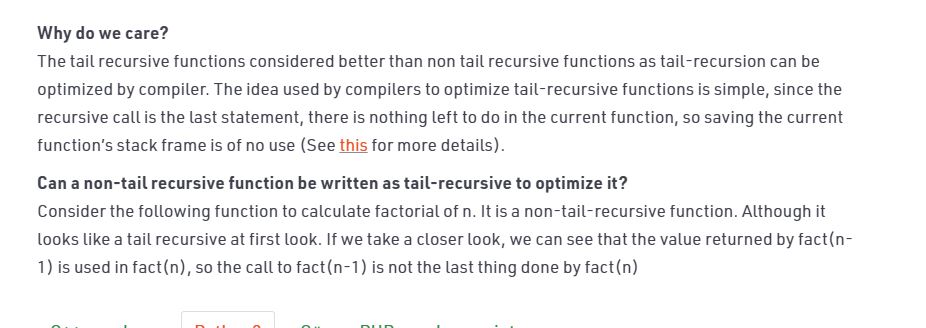 Why do we care?
The tail recursive functions considered better than non tail recursive functions as tail-recursion can be
optimized by compiler. The idea used by compilers to optimize tail-recursive functions is simple, since the
recursive call is the last statement, there is nothing left to do in the current function, so saving the current
function's stack frame is of no use (See this for more details).
Can a non-tail recursive function be written as tail-recursive to optimize it?
Consider the following function to calculate factorial of n. It is a non-tail-recursive function. Although it
looks like a tail recursive at first look. If we take a closer look, we can see that the value returned by fact(n-
1) is used in fact(n), so the call to fact(n-1) is not the last thing done by fact(n)